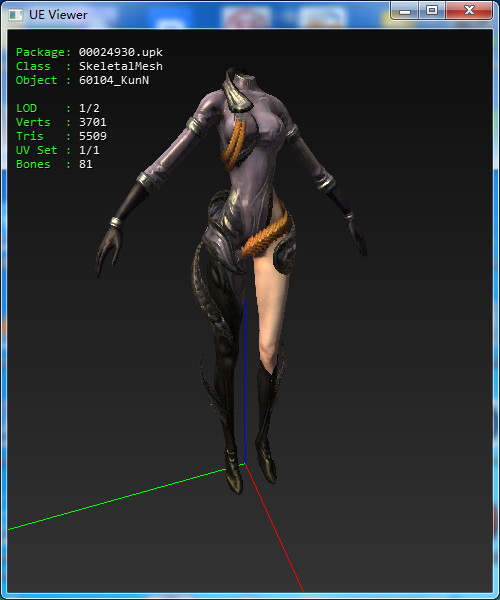 UE Viewer
Package: 00024930.upk
Class : SkeletalMesh
Object : 60104_KunN
LOD : 1/2
Verts : 3701
Tris : 5509
UV Set : 1/1
Bones : 81